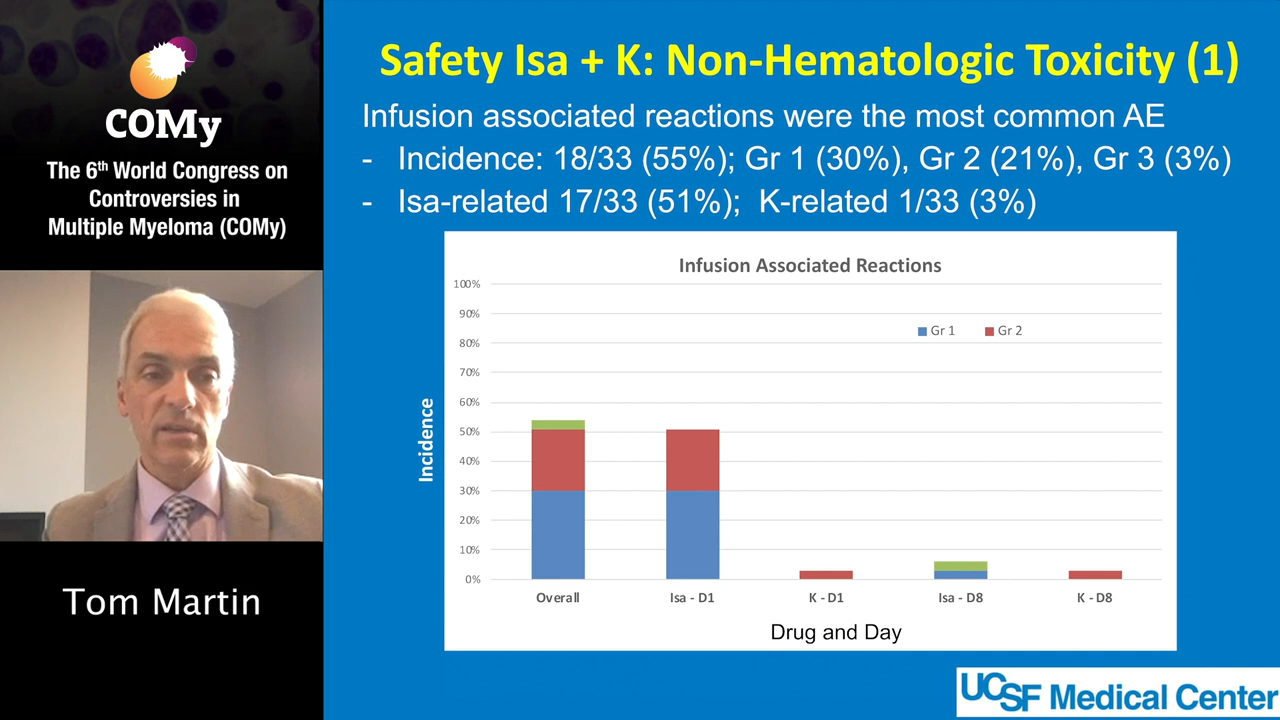 COMy
The 6th World Congress on
Controversies in
Multiple Myeloma (COMy)
Tom Martin
Safety Isa + K: Non-Hematologic Toxicity (1)
Infusion associated reactions were the most common AE
- Incidence: 18/33 (55%); Gr 1 (30%), Gr 2 (21%), Gr 3 (3%)
- Isa-related 17/33 (51%); K-related 1/33 (3%)
Infusion Associated Reactions
100%
90%
80%
70%
60%
50%
40%
30%
20%
10%
0%
Gr 1 Gr 2
Incidence
Overall Isa - D1 K - D1 Isa - D8 K - D8
Drug and Day
UCSF Medical Center